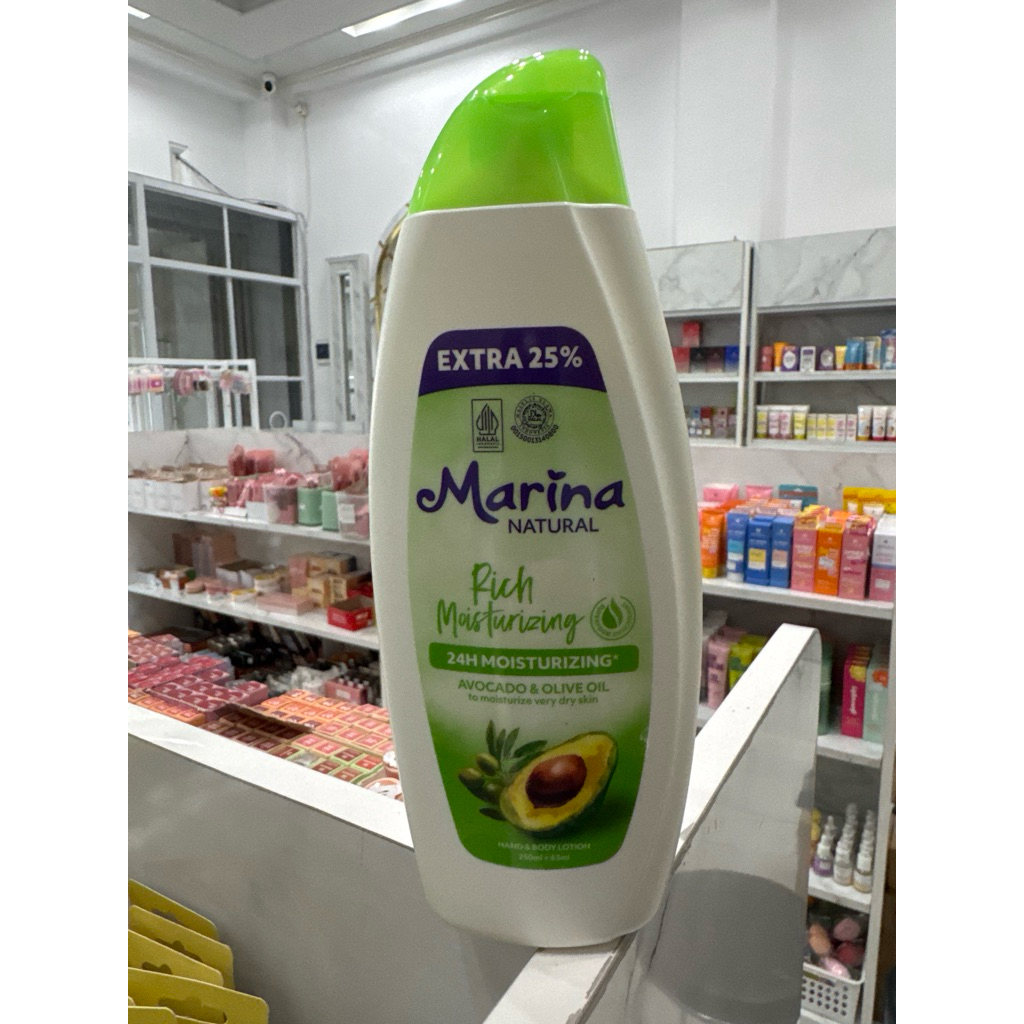 EXTRA 25%
HALAL
INDONESIA
Marina
NATURAL
Rich
Moisturizing
24H MOISTURIZING*
AVOCADO & OLIVE OIL
to moisturize very dry skin
HAND & BODY LOTION